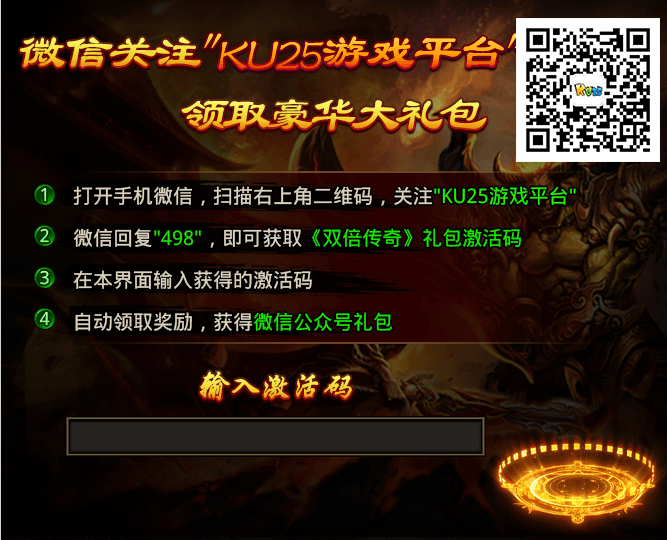 微信关注"KU25游戏平台"
领取豪华大礼包
1 打开手机微信，扫描右上角二维码，关注"KU25游戏平台"
2 微信回复"498"，即可获取《双倍传奇》礼包激活码
3 在本界面输入获得的激活码
4 自动领取奖励，获得微信公众号礼包
输入激活码